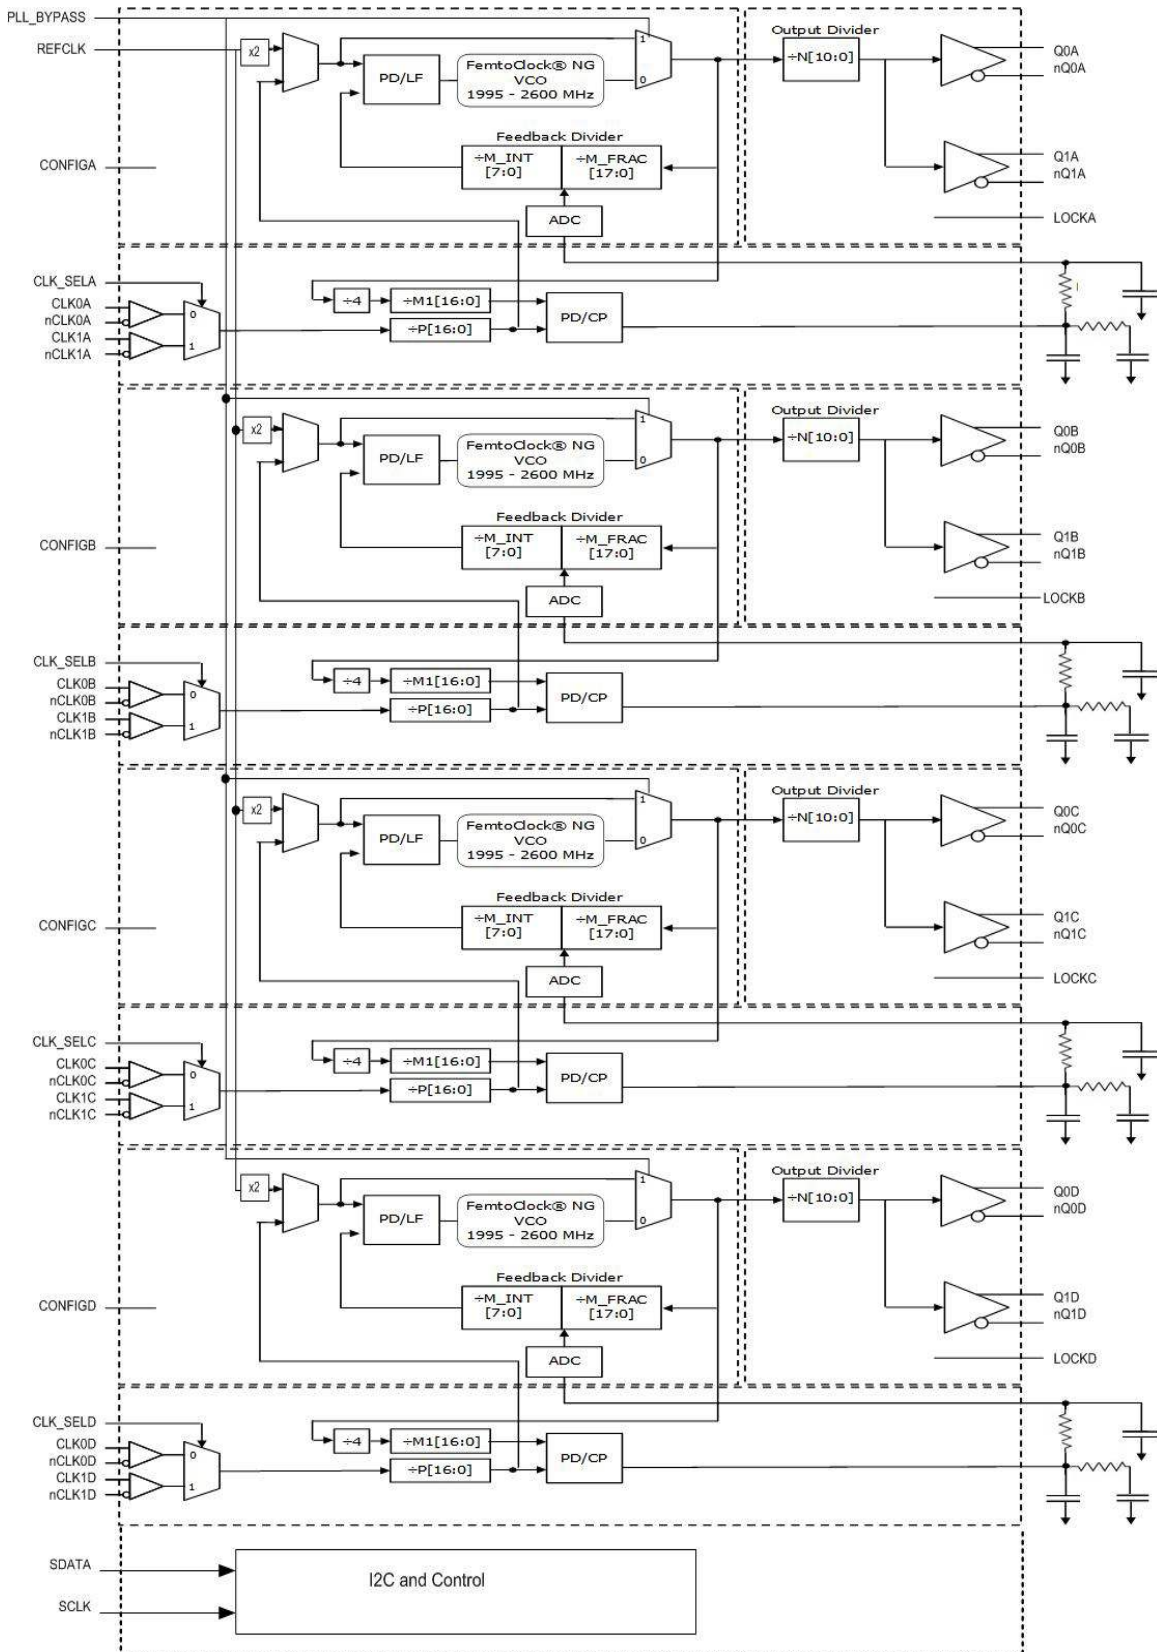 PLL_BYPASS
REFCLK
x2
PD/LF
FemtoClock® NG
VCO
1995 - 2600 MHz
1
0
Output Divider
÷N[10:0]
Q0A
nQ0A
Feedback Divider
÷M_INT
[7:0]
÷M_FRAC
[17:0]
CONFIGA
Q1A
nQ1A
ADC
LOCKA
CLK_SELA
CLK0A
nCLK0A
CLK1A
nCLK1A
0
1
÷4
÷M1[16:0]
÷P[16:0]
PD/CP
x2
PD/LF
FemtoClock® NG
VCO
1995 - 2600 MHz
1
0
Output Divider
÷N[10:0]
Q0B
nQ0B
Feedback Divider
÷M_INT
[7:0]
÷M_FRAC
[17:0]
CONFIGB
Q1B
nQ1B
ADC
LOCKB
CLK_SELB
CLK0B
nCLK0B
CLK1B
nCLK1B
0
1
÷4
÷M1[16:0]
÷P[16:0]
PD/CP
x2
PD/LF
FemtoClock® NG
VCO
1995 - 2600 MHz
1
0
Output Divider
÷N[10:0]
Q0C
nQ0C
Feedback Divider
÷M_INT
[7:0]
÷M_FRAC
[17:0]
CONFIGC
Q1C
nQ1C
ADC
LOCKC
CLK_SELC
CLK0C
nCLK0C
CLK1C
nCLK1C
0
1
÷4
÷M1[16:0]
÷P[16:0]
PD/CP
x2
PD/LF
FemtoClock® NG
VCO
1995 - 2600 MHz
1
0
Output Divider
÷N[10:0]
Q0D
nQ0D
Feedback Divider
÷M_INT
[7:0]
÷M_FRAC
[17:0]
CONFIGD
Q1D
nQ1D
ADC
LOCKD
CLK_SELD
CLK0D
nCLK0D
CLK1D
nCLK1D
0
1
÷4
÷M1[16:0]
÷P[16:0]
PD/CP
SDATA
SCLK
I2C and Control